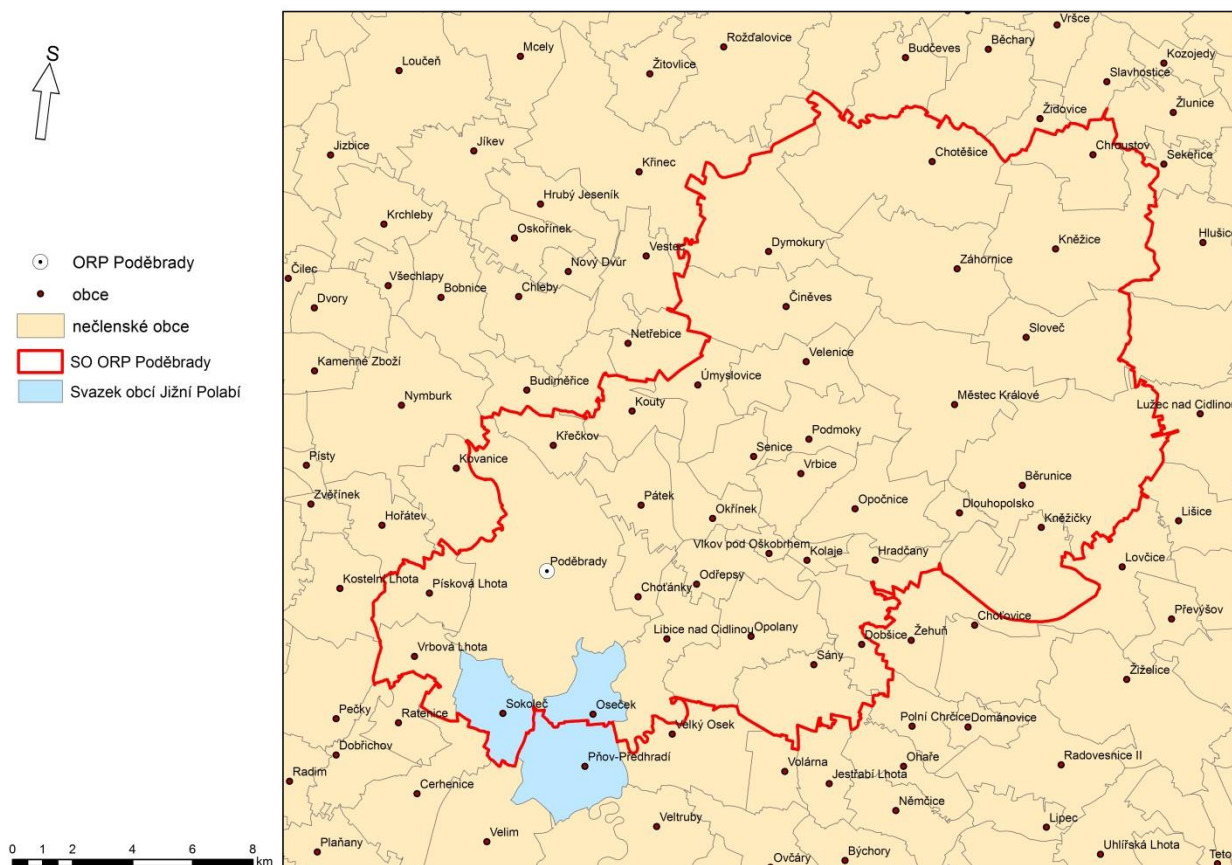 S
ORP Poděbrady
obce
nečlenské obce
SO ORP Poděbrady
Svazek obcí Jižní Polabí
0 2 4 6 8
km
Vršce
Rožďalovice
Mcely
Běchary
Budčeves
Kozojedy
Loučeň
Žitovlice
Slavhostice
Žlunice
Židovice
Jíkev
Jizbice
Chotěšice
Chroustov
Sekeřice
Křinec
Hrubý Jeseník
Krchleby
Oskořínek
Vestec
Dymokury
Kněžice
Hlušice
Záhornice
Nový Dvůr
Čilec
Všechlapy
Bobnice
Chleby
Dvory
Činěves
Sloveč
Netřebice
Velenice
Kamenné Zboží
Budiměřice
Úmyslovice
Nymburk
Kouty
Městec Králové
Lužec nad Cidlinou
Křečkov
Podmoky
Senice
Písty
Kovanice
Vrbice
Běrunice
Zvěřínek
Pátek
Opočnice
Dlouhopolsko
Hořátev
Okřínek
Kněžičky
Lišice
Vlkov pod Oškobrhem
Kolaje
Hradčany
Lovčice
Poděbrady
Kostelní Lhota
Písková Lhota
Choťánky
Odřepsy
Převýšov
Choťovice
Libice nad Cidlinou
Opolany
Dobšice
Žehuň
Vrbová Lhota
Sány
Žiželice
Sokoleč
Oseček
Pečky
Ratenice
Velký Osek
Polní Chrčice
Dománovice
Dobřichov
Pňov-Předhradí
Volárna
Ohaře
Radovesnice II
Radim
Cerhenice
Jestřabí Lhota
Němčice
Veltruby
Lipec
Velim
Plaňany
Ovčáry
Býchory
Uhlířská Lhota